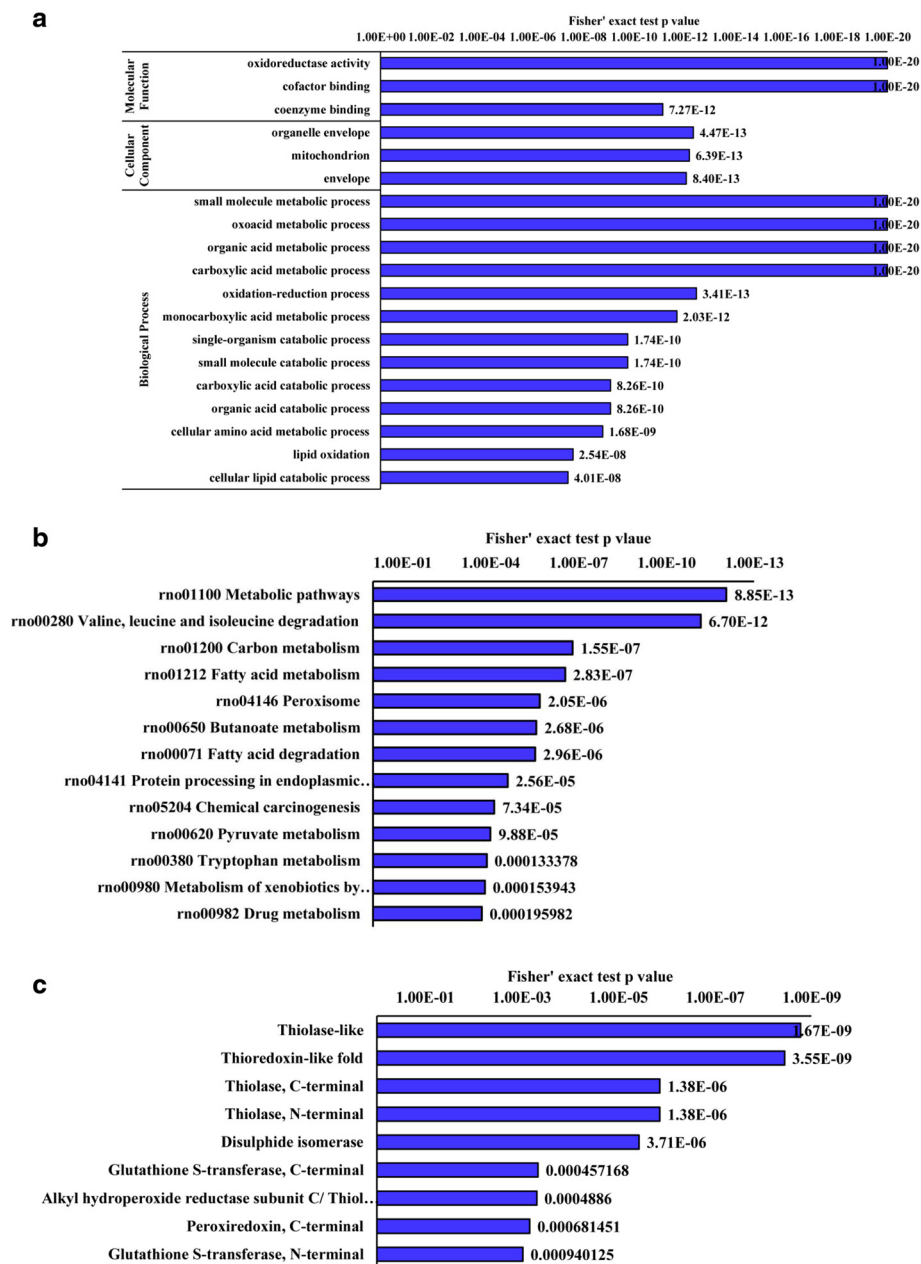 a
Fisher' exact test p value
1.00E+00 1.00E-02 1.00E-04 1.00E-06 1.00E-08 1.00E-10 1.00E-12 1.00E-14 1.00E-16 1.00E-18 1.00E-20
Molecular Function
oxidoreductase activity 1.00E-20
cofactor binding 1.00E-20
coenzyme binding 7.27E-12
Cellular Component
organelle envelope 4.47E-13
mitochondrion 6.39E-13
envelope 8.40E-13
Biological Process
small molecule metabolic process 1.00E-20
oxoacid metabolic process 1.00E-20
organic acid metabolic process 1.00E-20
carboxylic acid metabolic process 1.00E-20
oxidation-reduction process 3.41E-13
monocarboxylic acid metabolic process 2.03E-12
single-organism catabolic process 1.74E-10
small molecule catabolic process 1.74E-10
carboxylic acid catabolic process 8.26E-10
organic acid catabolic process 8.26E-10
cellular amino acid metabolic process 1.68E-09
lipid oxidation 2.54E-08
cellular lipid catabolic process 4.01E-08
b
Fisher' exact test p vlaue
1.00E-01 1.00E-04 1.00E-07 1.00E-10 1.00E-13
rno01100 Metabolic pathways 8.85E-13
rno00280 Valine, leucine and isoleucine degradation 6.70E-12
rno01200 Carbon metabolism 1.55E-07
rno01212 Fatty acid metabolism 2.83E-07
rno04146 Peroxisome 2.05E-06
rno00650 Butanoate metabolism 2.68E-06
rno00071 Fatty acid degradation 2.96E-06
rno04141 Protein processing in endoplasmic.. 2.56E-05
rno05204 Chemical carcinogenesis 7.34E-05
rno00620 Pyruvate metabolism 9.88E-05
rno00380 Tryptophan metabolism 0.000133378
rno00980 Metabolism of xenobiotics by.. 0.000153943
rno00982 Drug metabolism 0.000195982
c
Fisher' exact test p value
1.00E-01 1.00E-03 1.00E-05 1.00E-07 1.00E-09
Thiolase-like 1.67E-09
Thioredoxin-like fold 3.55E-09
Thiolase, C-terminal 1.38E-06
Thiolase, N-terminal 1.38E-06
Disulphide isomerase 3.71E-06
Glutathione S-transferase, C-terminal 0.000457168
Alkyl hydroperoxide reductase subunit C/ Thiol.. 0.0004886
Peroxiredoxin, C-terminal 0.000681451
Glutathione S-transferase, N-terminal 0.000940125